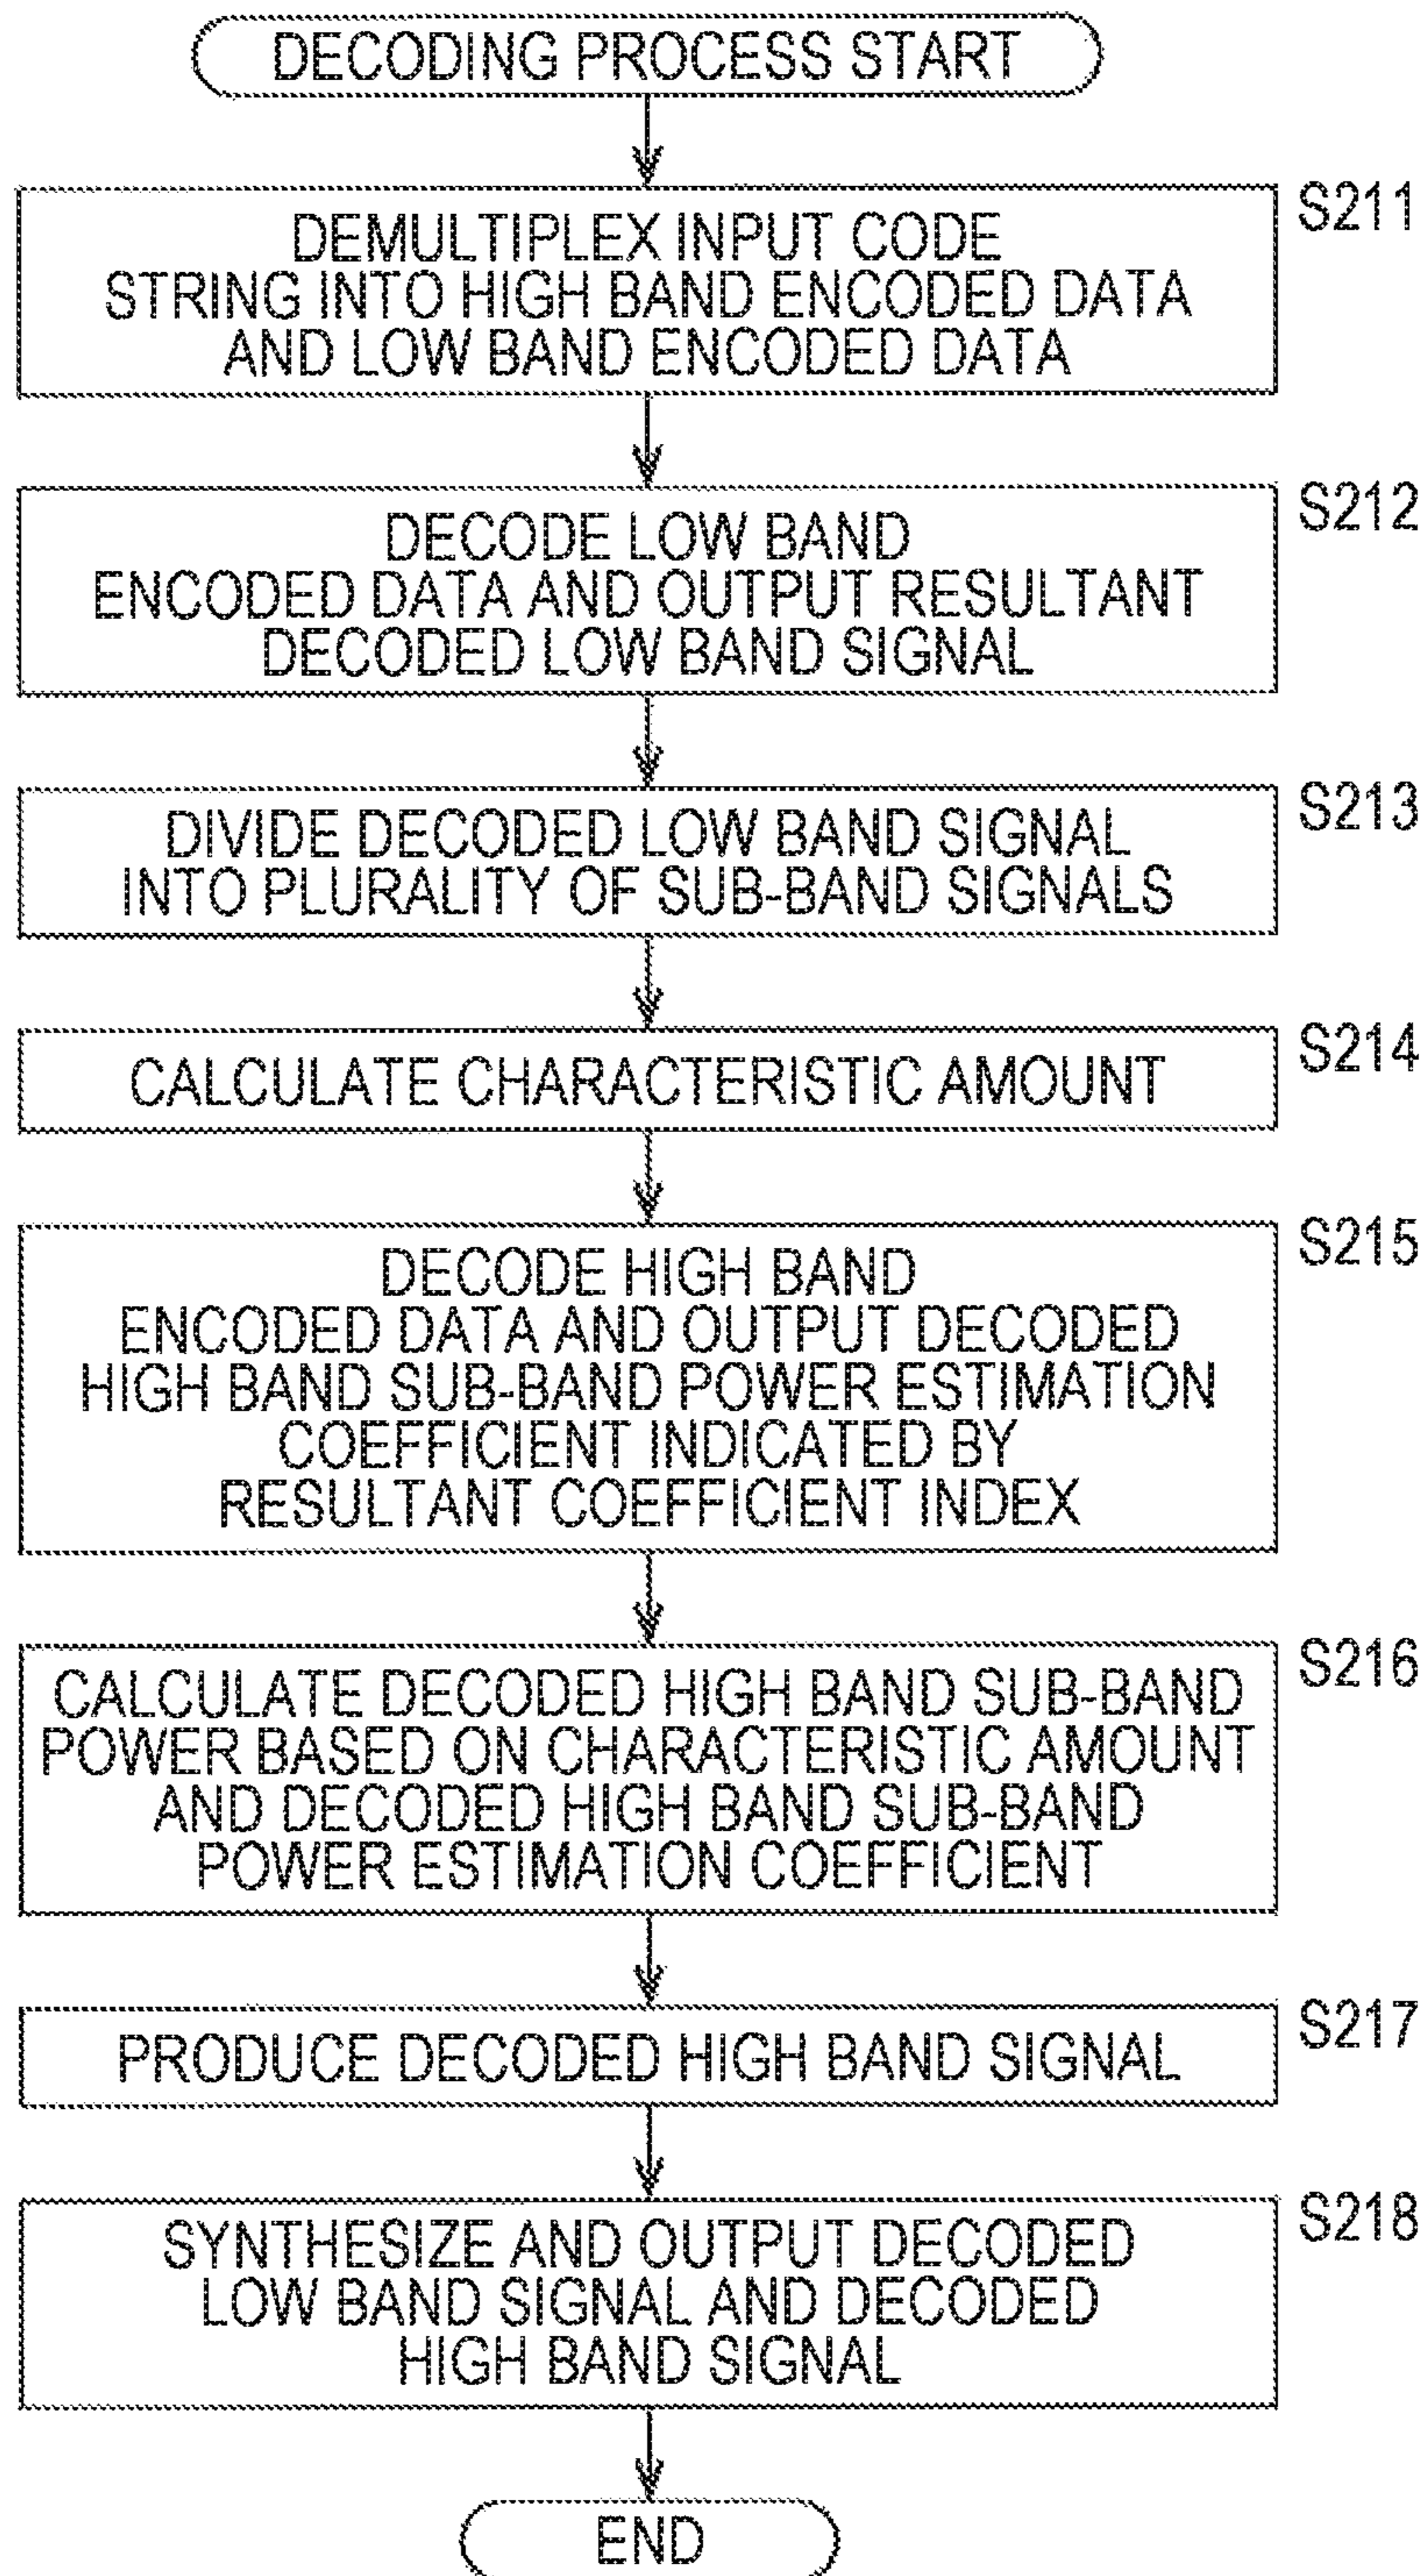 DECODING PROCESS START
S211
DEMULTIPLEX INPUT CODE
STRING INTO HIGH BAND ENCODED DATA
AND LOW BAND ENCODED DATA
S212
DECODE LOW BAND
ENCODED DATA AND OUTPUT RESULTANT
DECODED LOW BAND SIGNAL
S213
DIVIDE DECODED LOW BAND SIGNAL
INTO PLURALITY OF SUB-BAND SIGNALS
S214
CALCULATE CHARACTERISTIC AMOUNT
S215
DECODE HIGH BAND
ENCODED DATA AND OUTPUT DECODED
HIGH BAND SUB-BAND POWER ESTIMATION
COEFFICIENT INDICATED BY
RESULTANT COEFFICIENT INDEX
S216
CALCULATE DECODED HIGH BAND SUB-BAND
POWER BASED ON CHARACTERISTIC AMOUNT
AND DECODED HIGH BAND SUB-BAND
POWER ESTIMATION COEFFICIENT
S217
PRODUCE DECODED HIGH BAND SIGNAL
S218
SYNTHESIZE AND OUTPUT DECODED
LOW BAND SIGNAL AND DECODED
HIGH BAND SIGNAL
END